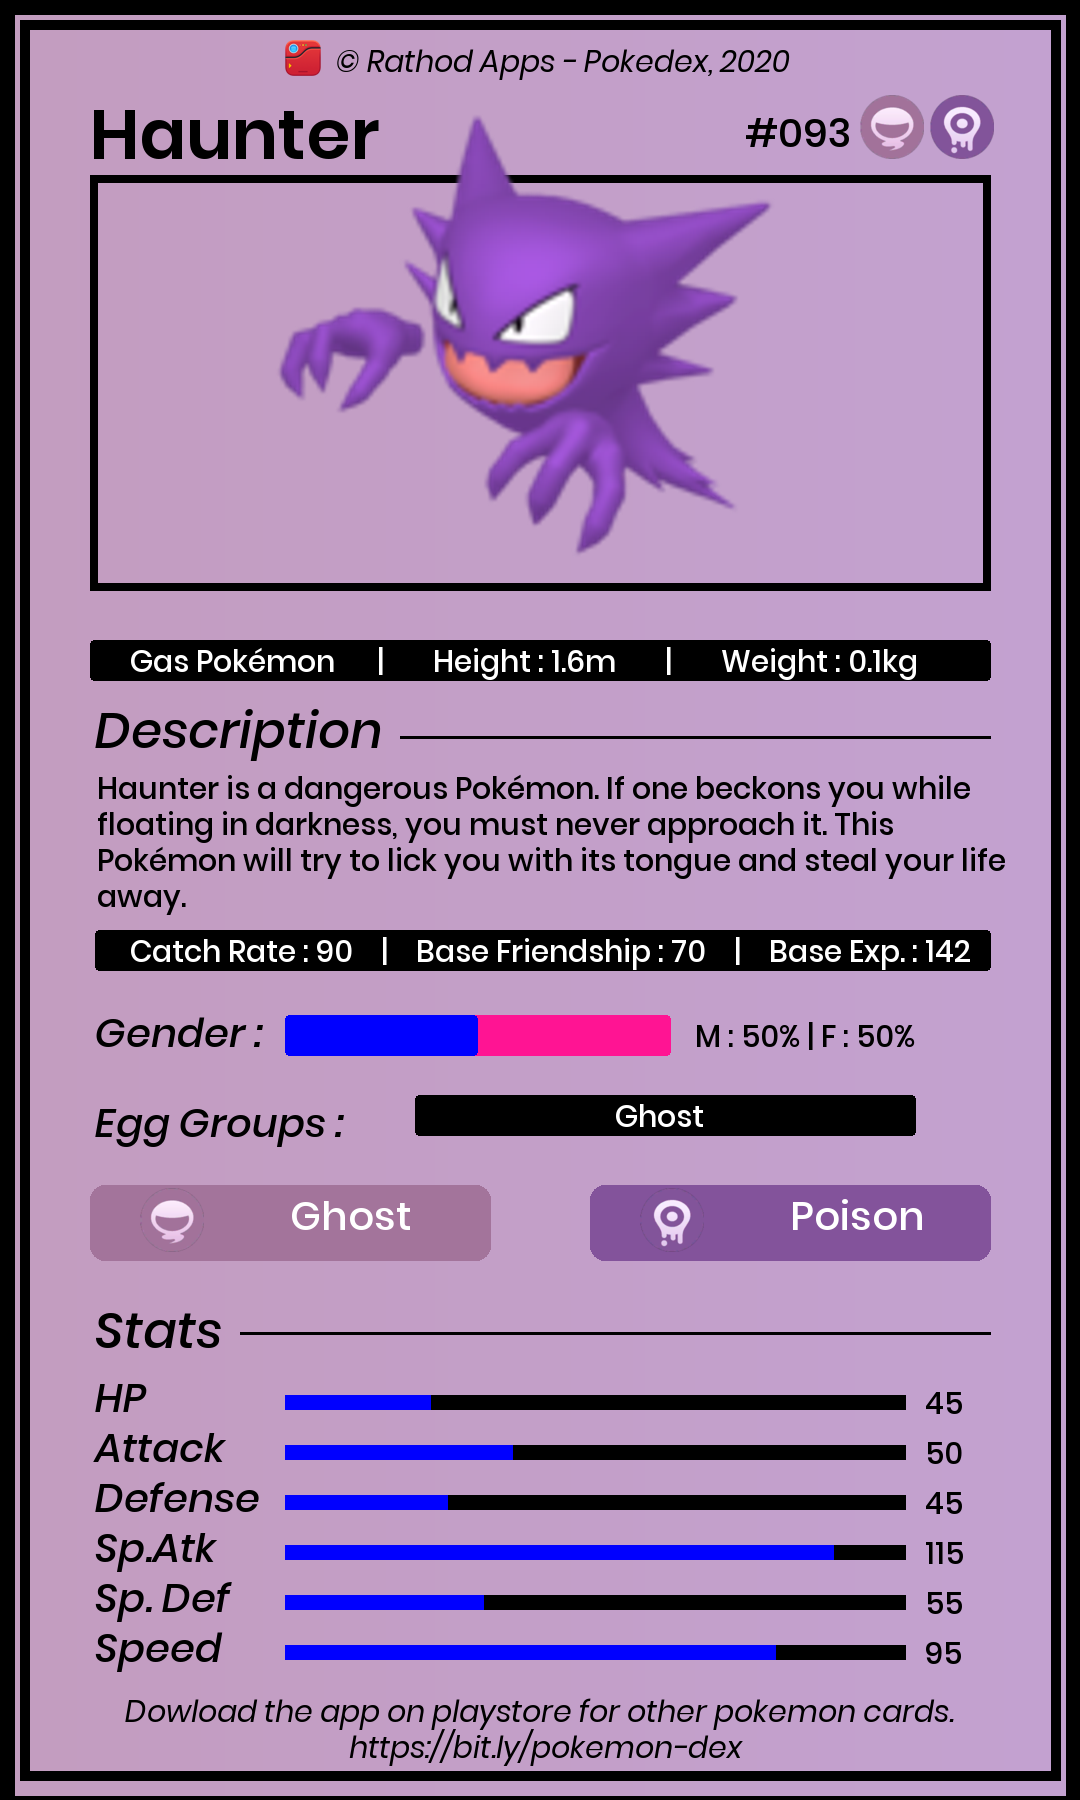 © Rathod Apps - Pokedex, 2020
Haunter #093
Gas Pokémon | Height : 1.6m | Weight : 0.1kg
Description
Haunter is a dangerous Pokémon. If one beckons you while
floating in darkness, you must never approach it. This
Pokémon will try to lick you with its tongue and steal your life
away.
Catch Rate : 90 | Base Friendship : 70 | Base Exp. : 142
Gender : M : 50% | F : 50%
Egg Groups : Ghost
Ghost Poison
Stats
HP 45
Attack 50
Defense 45
Sp.Atk 115
Sp. Def 55
Speed 95
Dowload the app on playstore for other pokemon cards.
https://bit.ly/pokemon-dex